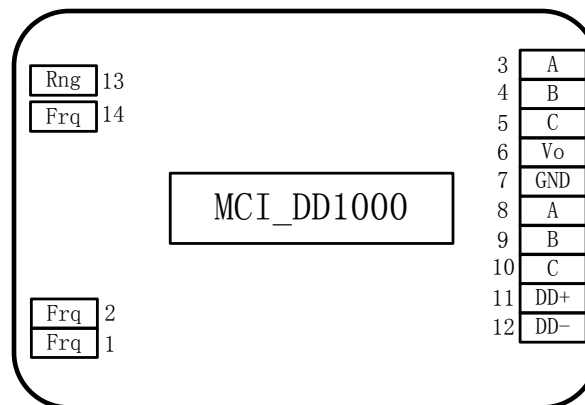 Rng 13
Frq 14
MCI_DD1000
Frq 2
Frq 1
3 A
4 B
5 C
6 Vo
7 GND
8 A
9 B
10 C
11 DD+
12 DD-